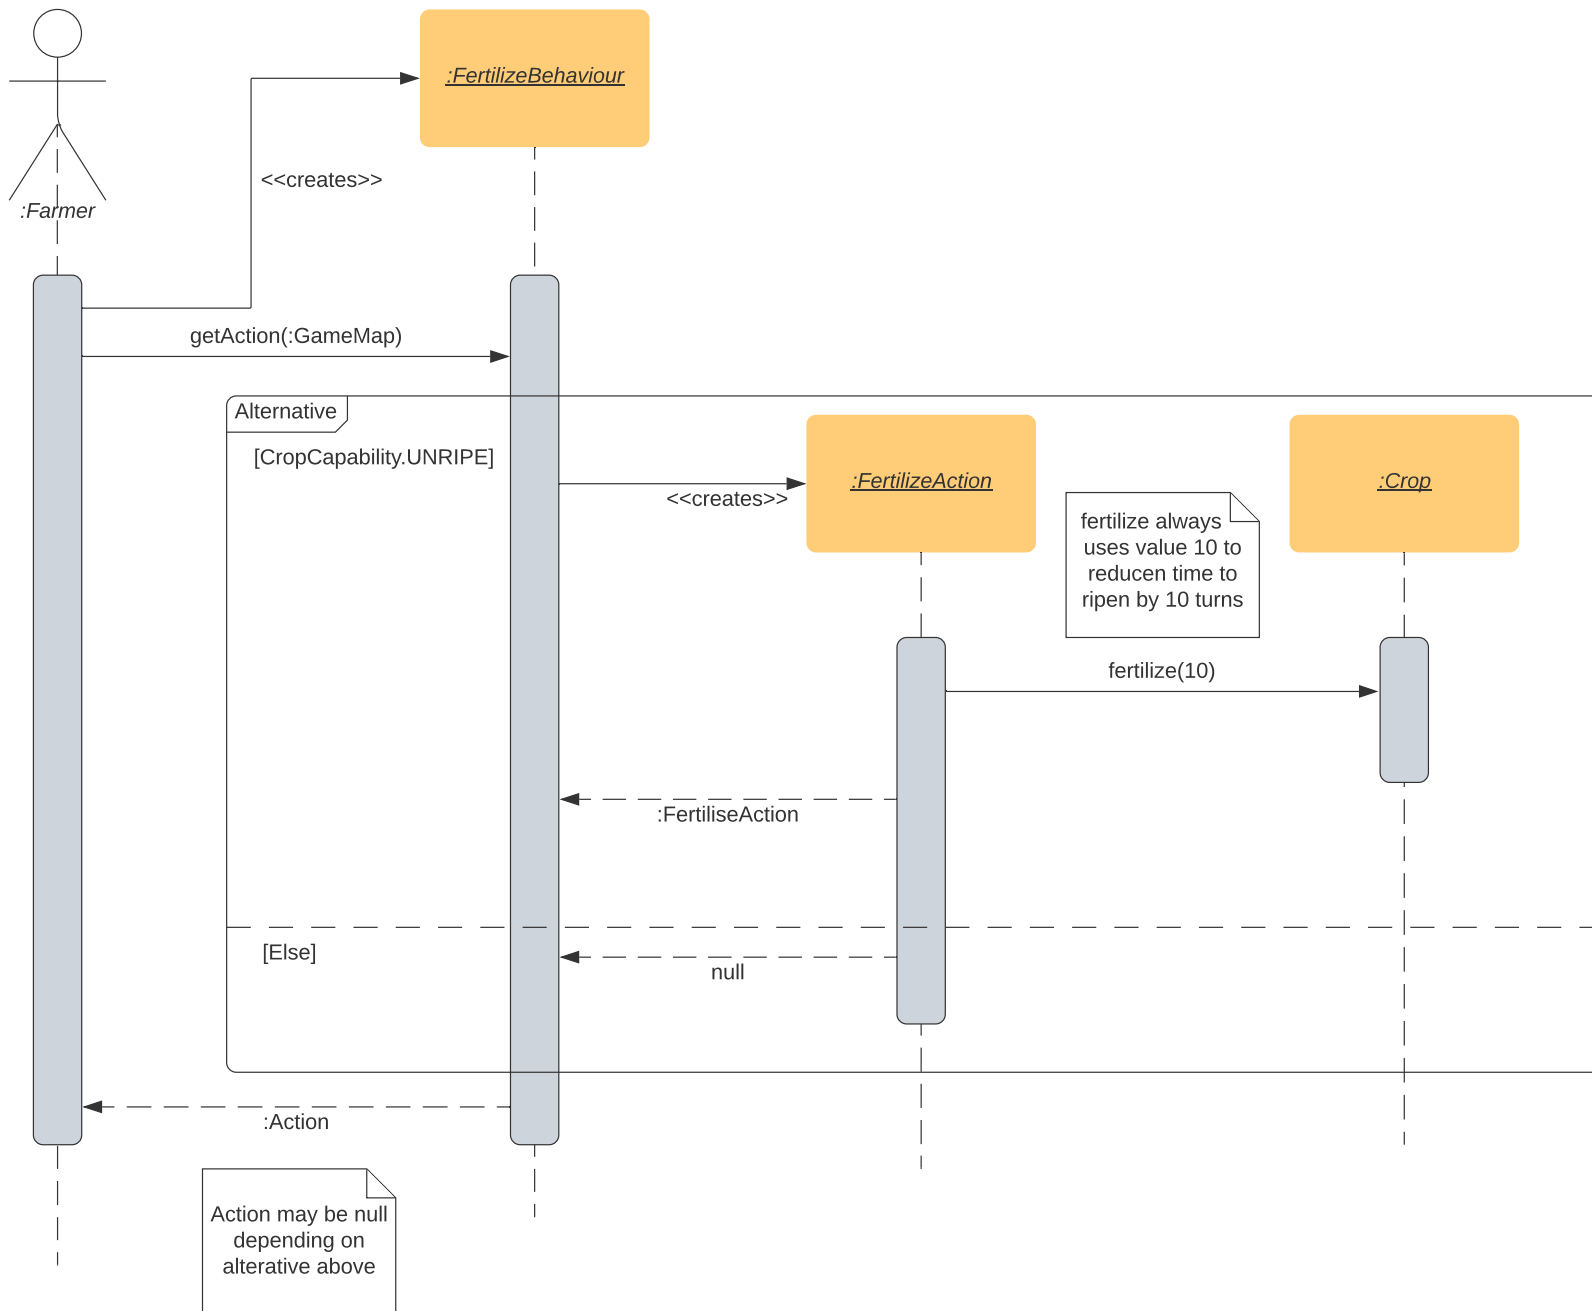 :FertilizeBehaviour
<<creates>>
:Farmer
getAction(:GameMap)
Alternative
[CropCapability.UNRIPE]
<<creates>>
:FertilizeAction
:Crop
fertilize always
uses value 10 to
reducen time to
ripen by 10 turns
fertilize(10)
:FertiliseAction
[Else]
null
:Action
Action may be null
depending on
alterative above